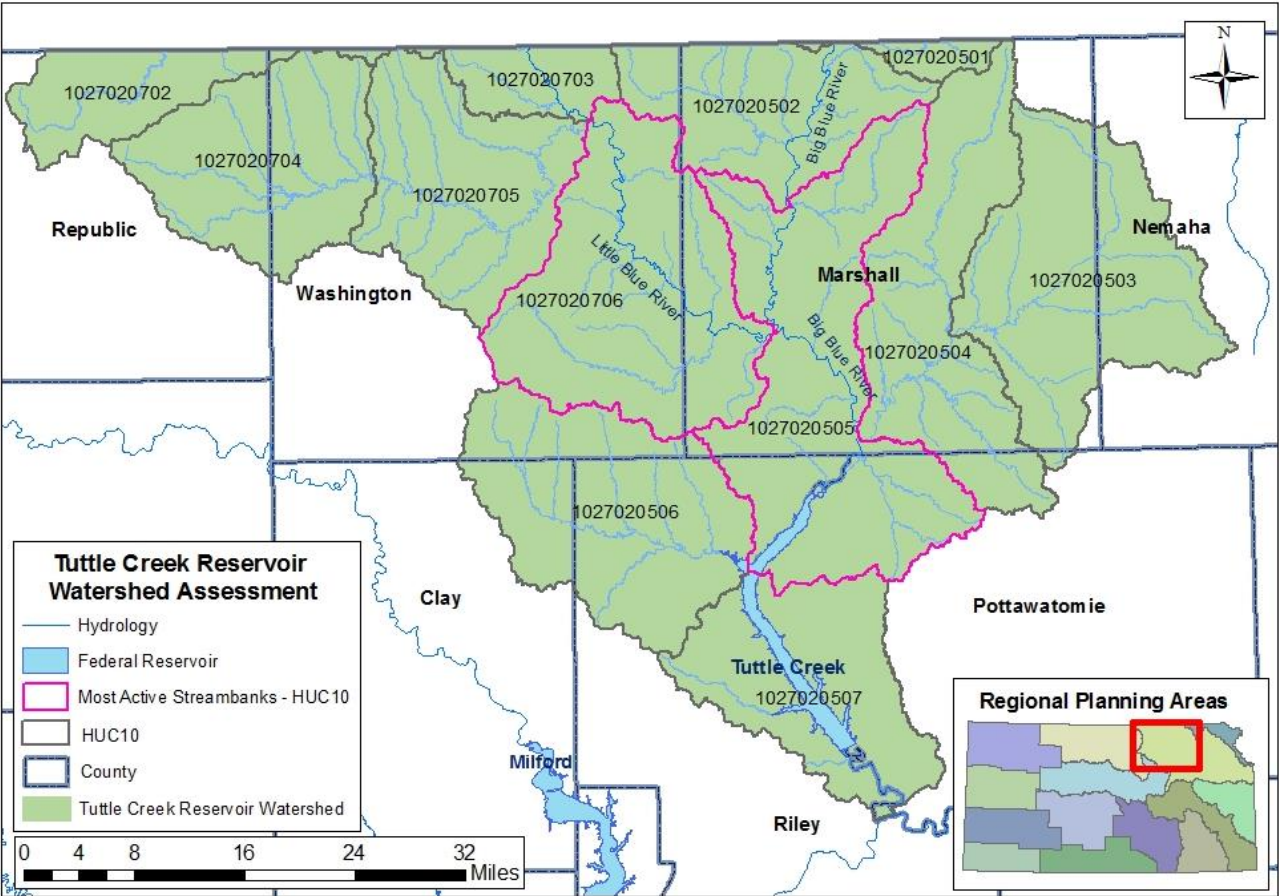 N
1027020501
1027020703
1027020702
1027020502
Big Blue River
1027020704
1027020705
Republic
Nemaha
Little Blue River
Marshall
1027020503
Washington
1027020706
Big Blue River
1027020504
1027020505
1027020506
Tuttle Creek Reservoir
Watershed Assessment
Hydrology
Federal Reservoir
Most Active Streambanks - HUC10
HUC10
County
Tuttle Creek Reservoir Watershed
0 4 8 16 24 32
Miles
Clay
Pottawatomie
Tuttle Creek
1027020507
Milford
Riley
Regional Planning Areas